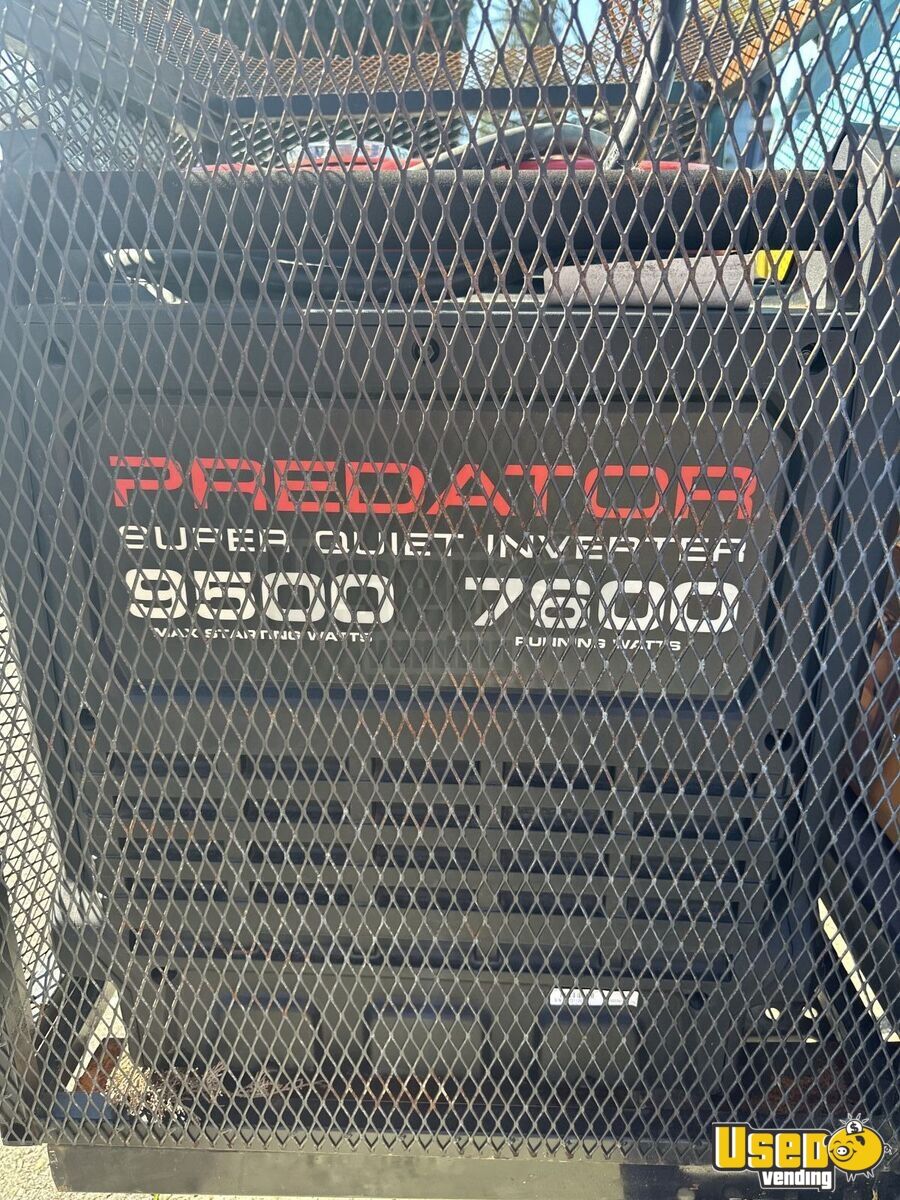 PREDATOR
SUPER QUIET INVERTER
9500 7600
MAX STARTING WATTS RUNNING WATTS
USED
vending